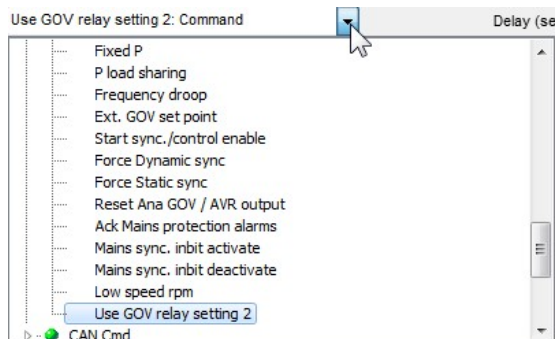 Use GOV relay setting 2: Command Delay (se
Fixed P
P load sharing
Frequency droop
Ext. GOV set point
Start sync./control enable
Force Dynamic sync
Force Static sync
Reset Ana GOV / AVR output
Ack Mains protection alarms
Mains sync. inbit activate
Mains sync. inbit deactivate
Low speed rpm
Use GOV relay setting 2
CAN Cmd